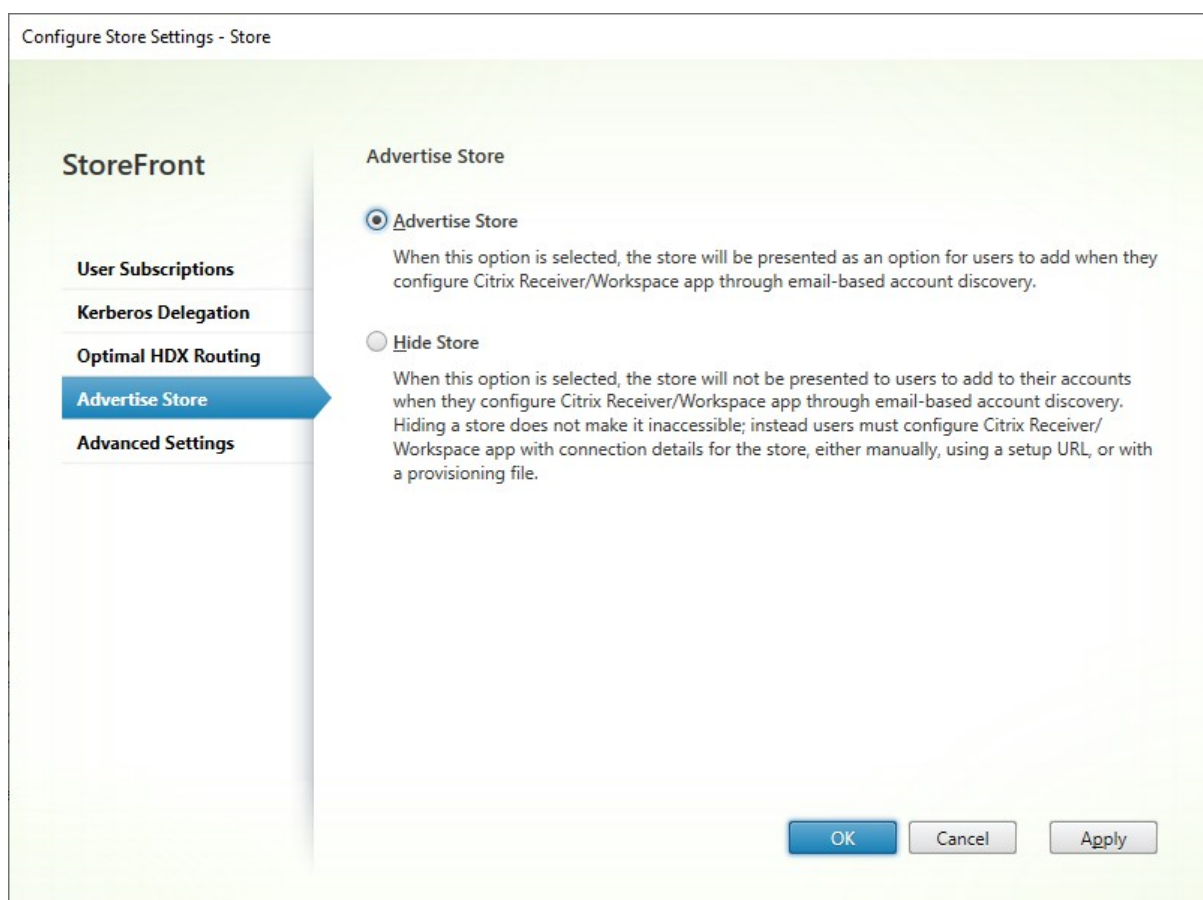 Configure Store Settings - Store
StoreFront
User Subscriptions
Kerberos Delegation
Optimal HDX Routing
Advertise Store
Advanced Settings
Advertise Store
Advertise Store
When this option is selected, the store will be presented as an option for users to add when they
configure Citrix Receiver/Workspace app through email-based account discovery.
Hide Store
When this option is selected, the store will not be presented to users to add to their accounts
when they configure Citrix Receiver/Workspace app through email-based account discovery.
Hiding a store does not make it inaccessible; instead users must configure Citrix Receiver/
Workspace app with connection details for the store, either manually, using a setup URL, or with
a provisioning file.
OK
Cancel
Apply